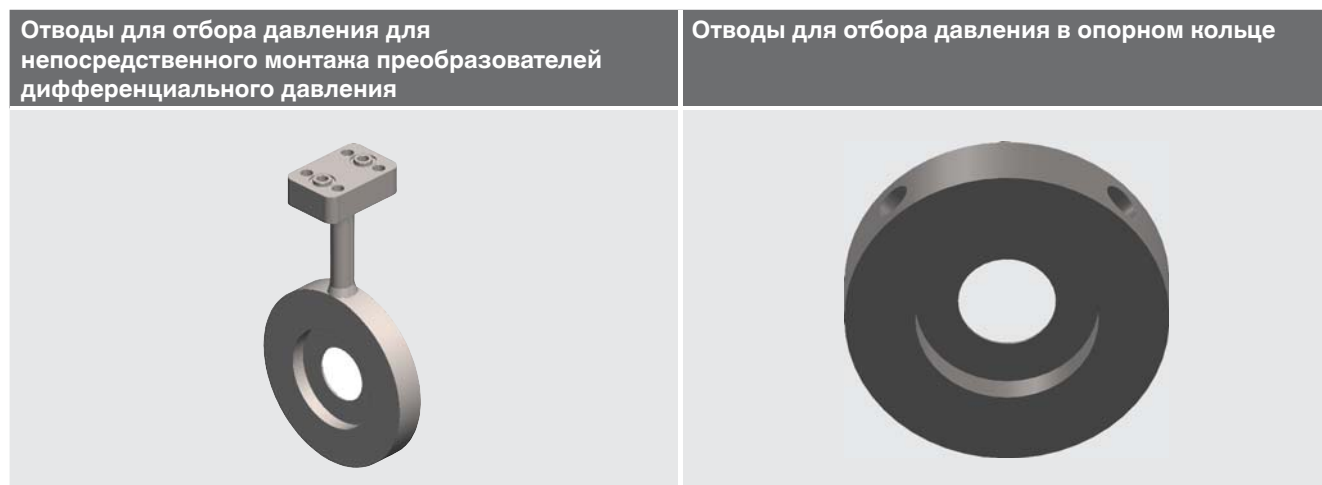 Отводы для отбора давления для
непосредственного монтажа преобразователей
дифференциального давления
Отводы для отбора давления в опорном кольце